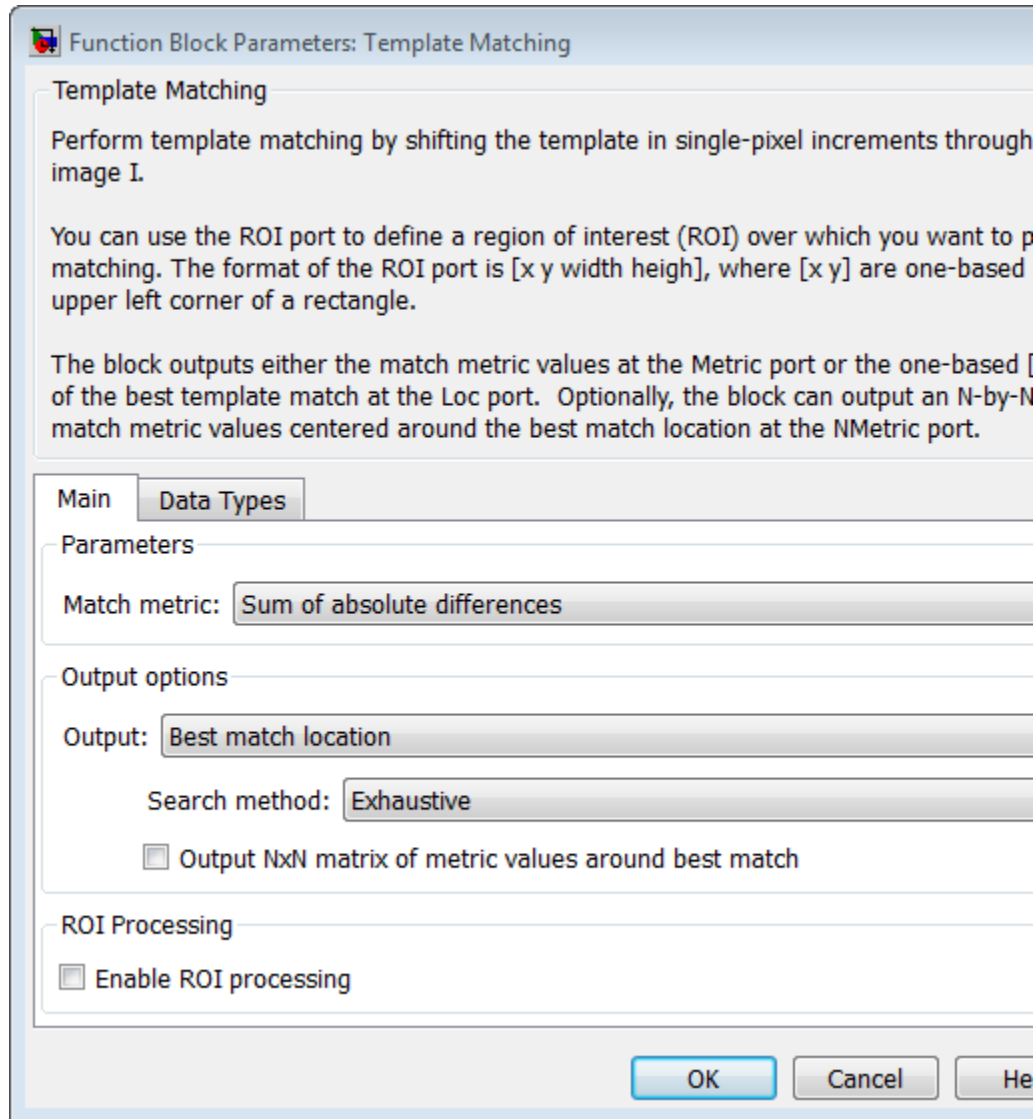 Function Block Parameters: Template Matching
Template Matching
Perform template matching by shifting the template in single-pixel increments through
image I.
You can use the ROI port to define a region of interest (ROI) over which you want to p
matching. The format of the ROI port is [x y width heigh], where [x y] are one-based
upper left corner of a rectangle.
The block outputs either the match metric values at the Metric port or the one-based [
of the best template match at the Loc port.  Optionally, the block can output an N-by-N
match metric values centered around the best match location at the NMetric port.
Main
Data Types
Parameters
Match metric: Sum of absolute differences
Output options
Output: Best match location
Search method: Exhaustive
Output NxN matrix of metric values around best match
ROI Processing
Enable ROI processing
OK
Cancel
He